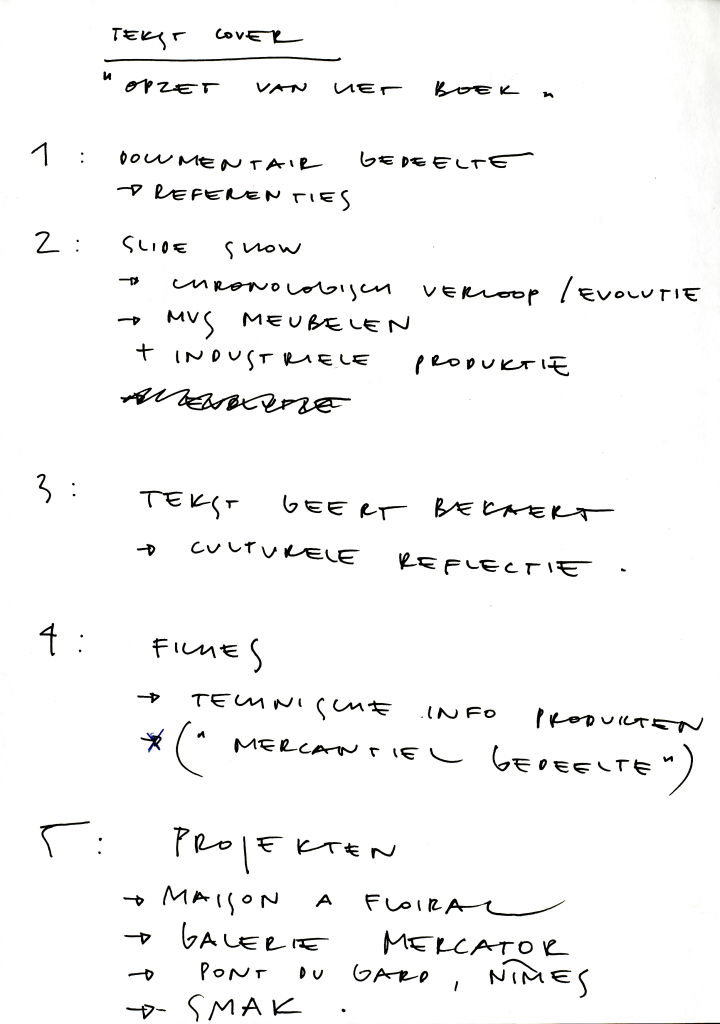 TEKST COVER
"OPZET VAN HET BOEK"
1 : DOCUMENTAIR GEDEELTE
→ REFERENTIES
2 : SLIDE SHOW
→ CHRONOLOGISCH VERLOOP / EVOLUTIE
→ MVS MEUBELEN
+ INDUSTRIELE PRODUKTIE
3 : TEKST GEERT BEKAERT
→ CULTURELE REFLECTIE .
4 : FICHES
→ TECHNISCHE INFO PRODUKTEN
→ ("MERCANTIEL GEDEELTE")
5 : PROJEKTEN
→ MAISON A FLOIRAC
→ GALERIE MERCATOR
→ PONT DU GARD , NÎMES
→ SMAK .